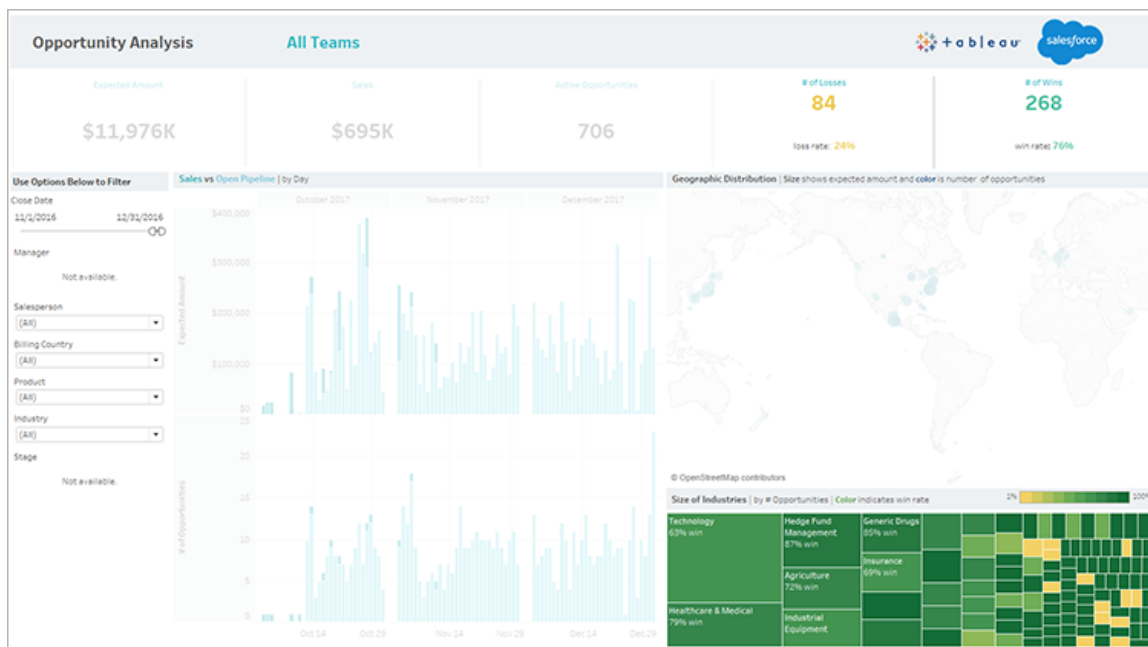 Opportunity Analysis
All Teams
+ a b l e a u
salesforce
Expected Amount
$11,976K
Sales
$695K
Active Opportunities
706
# of Losses
84
loss rate: 24%
# of Wins
268
win rate: 76%
Use Options Below to Filter
Close Date
11/1/2016 12/31/2016
Manager
Not available.
Salesperson
(All)
Billing Country
(All)
Product
(All)
Industry
(All)
Stage
Not available.
Sales vs Open Pipeline | by Day
October 2017 November 2017 December 2017
Expected Amount
$400,000
$300,000
$200,000
$100,000
$0
# of Opportunities
25
20
15
10
5
0
Oct 14 Oct 29 Nov 14 Nov 29 Dec 14 Dec 29
Geographic Distribution | Size shows expected amount and color is number of opportunities
© OpenStreetMap contributors
Size of Industries | by # Opportunities | Color indicates win rate
1% 100%
Technology
63% win
Healthcare & Medical
79% win
Hedge Fund
Management
87% win
Agriculture
72% win
Industrial
Equipment
Generic Drugs
85% win
Insurance
69% win